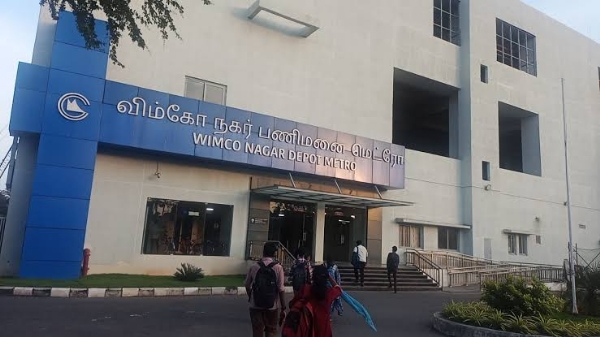 விம்கோ நகர் பணிமனை மெட்ரோ
WIMCO NAGAR DEPOT METRO